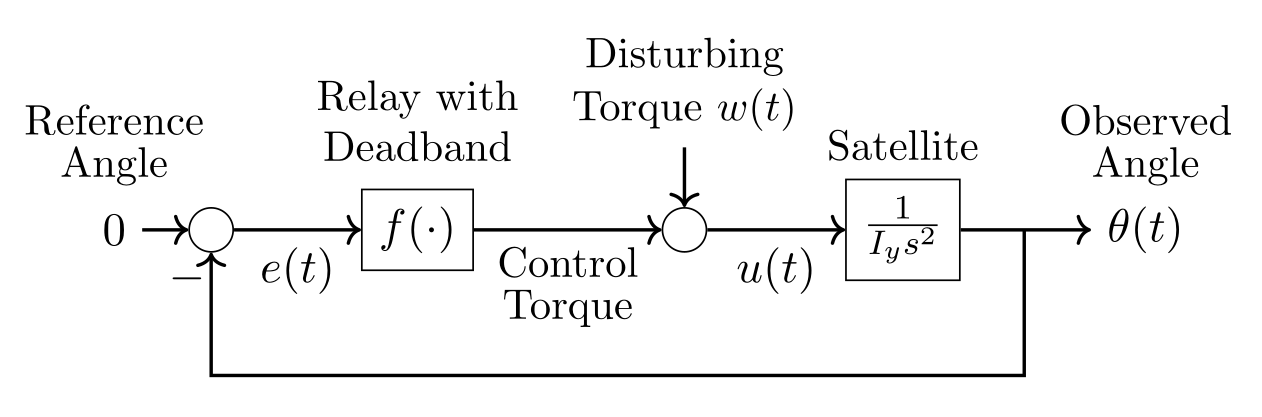 Disturbing
Torque $w(t)$
Relay with
Deadband
Reference
Angle
Satellite
Observed
Angle
0
−
$e(t)$
$f(\cdot)$
Control
Torque
$u(t)$
$\frac{1}{I_y s^2}$
$\theta(t)$